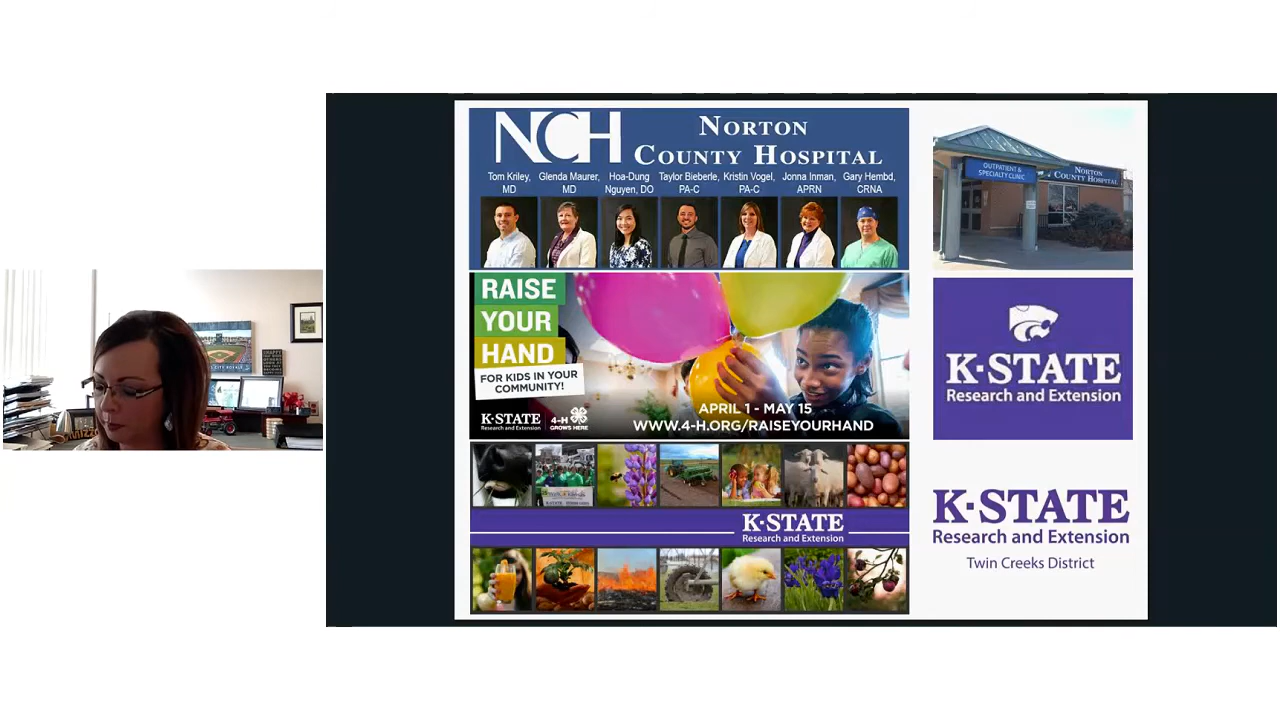 NCH
NORTON
COUNTY HOSPITAL
Tom Kriley, MD
Glenda Maurer, MD
Hoa-Dung Nguyen, DO
Taylor Bieberle, PA-C
Kristin Vogel, PA-C
Jonna Inman, APRN
Gary Hembd, CRNA
OUTPATIENT &
SPECIALTY CLINIC
NORTON
COUNTY HOSPITAL
RAISE
YOUR
HAND
FOR KIDS IN YOUR
COMMUNITY!
K-STATE
Research and Extension
4-H
GROWS HERE
APRIL 1 - MAY 15
WWW.4-H.ORG/RAISEYOURHAND
K-STATE
Research and Extension
K-STATE
Research and Extension
K-STATE
Research and Extension
Twin Creeks District